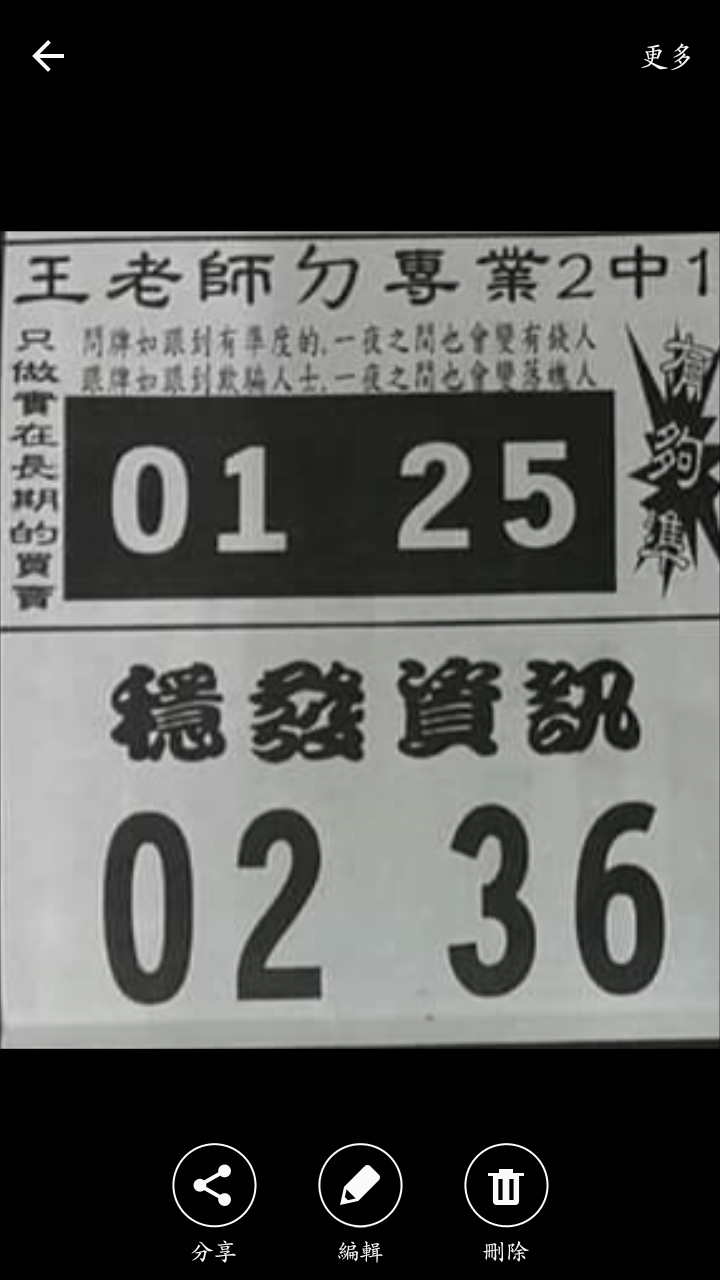 更多
王老師ㄉ專業2中1
問牌如跟到有準度的,一夜之間也會變有錢人
跟牌如跟到欺騙人士,一夜之間也會變落魄人
只做實在長期的買賣
01 25
有夠準
穩發資訊
02 36
分享 編輯 刪除